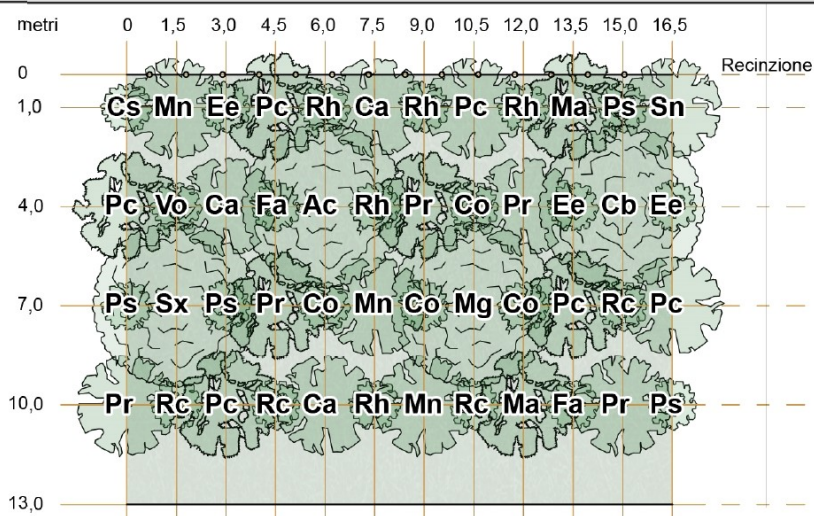 metri 0 1,5 3,0 4,5 6,0 7,5 9,0 10,5 12,0 13,5 15,0 16,5
0 Recinzione
1,0 Cs Mn Ee Pc Rh Ca Rh Pc Rh Ma Ps Sn
4,0 Pc Vo Ca Fa Ac Rh Pr Co Pr Ee Cb Ee
7,0 Ps Sx Ps Pr Co Mn Co Mg Co Pc Rc Pc
10,0 Pr Rc Pc Rc Ca Rh Mn Rc Ma Fa Pr Ps
13,0